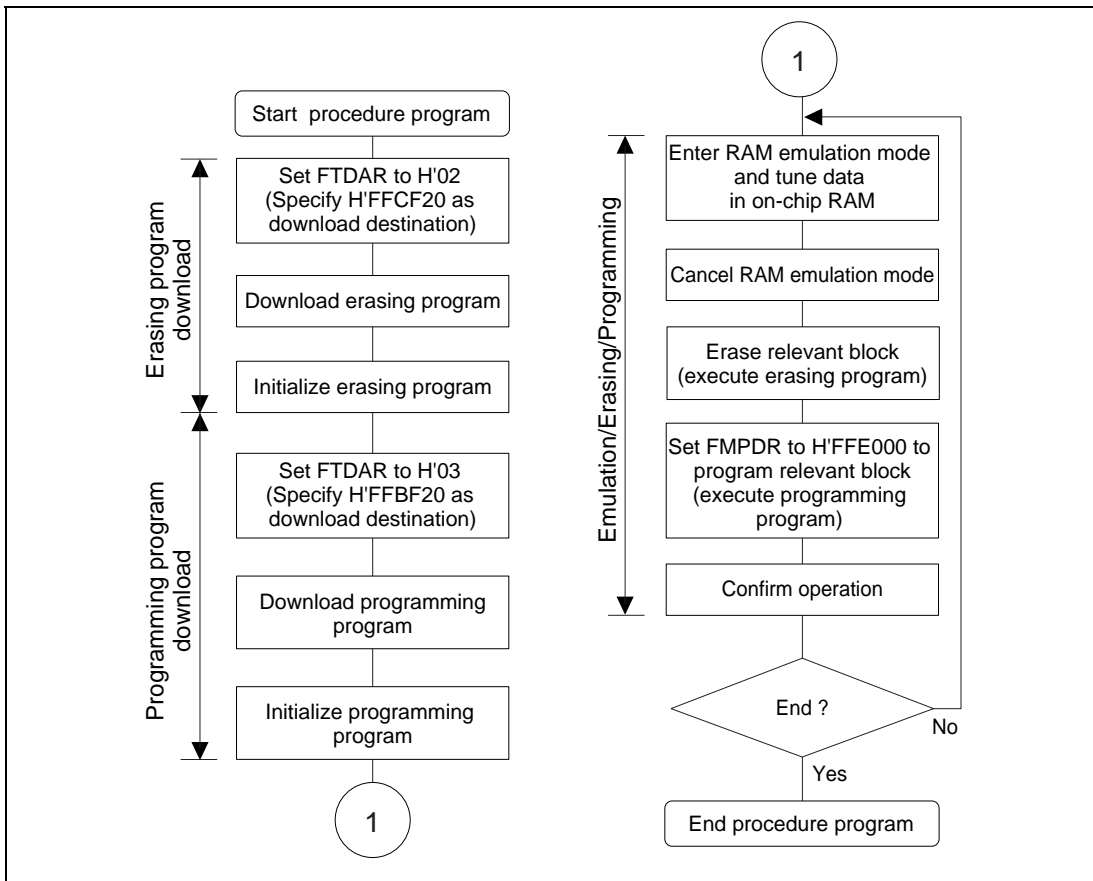 Start procedure program
Erasing program
download
Set FTDAR to H'02
(Specify H'FFCF20 as
download destination)
Download erasing program
Initialize erasing program
Programming program
download
Set FTDAR to H'03
(Specify H'FFBF20 as
download destination)
Download programming
program
Initialize programming
program
1
1
Emulation/Erasing/Programming
Enter RAM emulation mode
and tune data
in on-chip RAM
Cancel RAM emulation mode
Erase relevant block
(execute erasing program)
Set FMPDR to H'FFE000 to
program relevant block
(execute programming
program)
Confirm operation
End ?
No
Yes
End procedure program